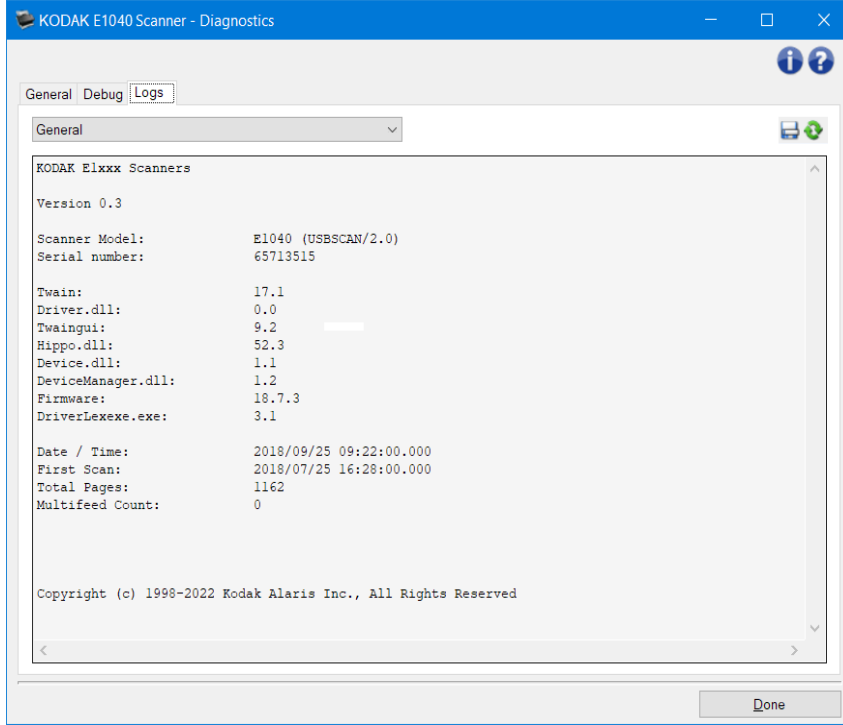 KODAK E1040 Scanner - Diagnostics
General Debug Logs
General
KODAK E1xxx Scanners
Version 0.3
Scanner Model: E1040 (USBSCAN/2.0)
Serial number: 65713515
Twain: 17.1
Driver.dll: 0.0
Twaingui: 9.2
Hippo.dll: 52.3
Device.dll: 1.1
DeviceManager.dll: 1.2
Firmware: 18.7.3
DriverLexexe.exe: 3.1
Date / Time: 2018/09/25 09:22:00.000
First Scan: 2018/07/25 16:28:00.000
Total Pages: 1162
Multifeed Count: 0
Copyright (c) 1998-2022 Kodak Alaris Inc., All Rights Reserved
Done